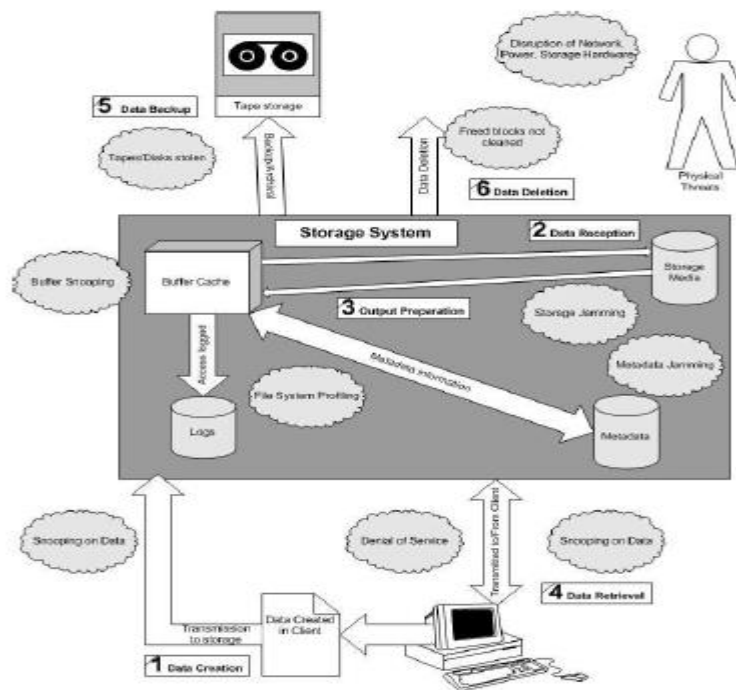 Disruption of Network,
Power, Storage Hardware
5 Data Backup
Tape storage
Tapes/Disks stolen
Backup/Archival
Data Deletion
Freed blocks not
cleaned
6 Data Deletion
Physical
Threats
Storage System
2 Data Reception
Buffer Snooping
Buffer Cache
Storage
Media
3 Output Preparation
Storage Jamming
Access logged
Metadata Information
Metadata Jamming
File System Profiling
Logs
Metadata
Snooping on Data
Denial of Service
Transmitted to/From Client
Snooping on Data
4 Data Retrieval
Data Created
in Client
Transmission
to storage
1 Data Creation